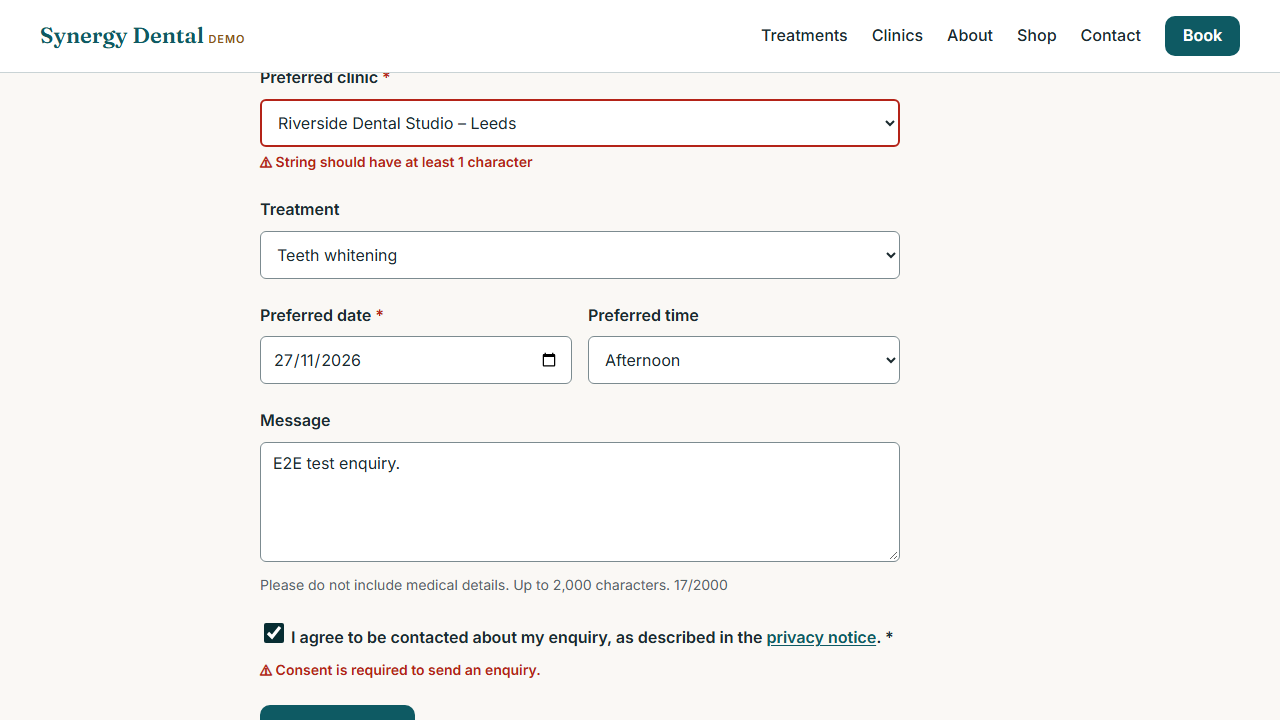 Synergy Dental DEMO
Treatments
Clinics
About
Shop
Contact
Book
Preferred clinic *
Riverside Dental Studio – Leeds
⚠ String should have at least 1 character
Treatment
Teeth whitening
Preferred date *
Preferred time
27/11/2026
Afternoon
Message
E2E test enquiry.
Please do not include medical details. Up to 2,000 characters. 17/2000
I agree to be contacted about my enquiry, as described in the privacy notice. *
⚠ Consent is required to send an enquiry.